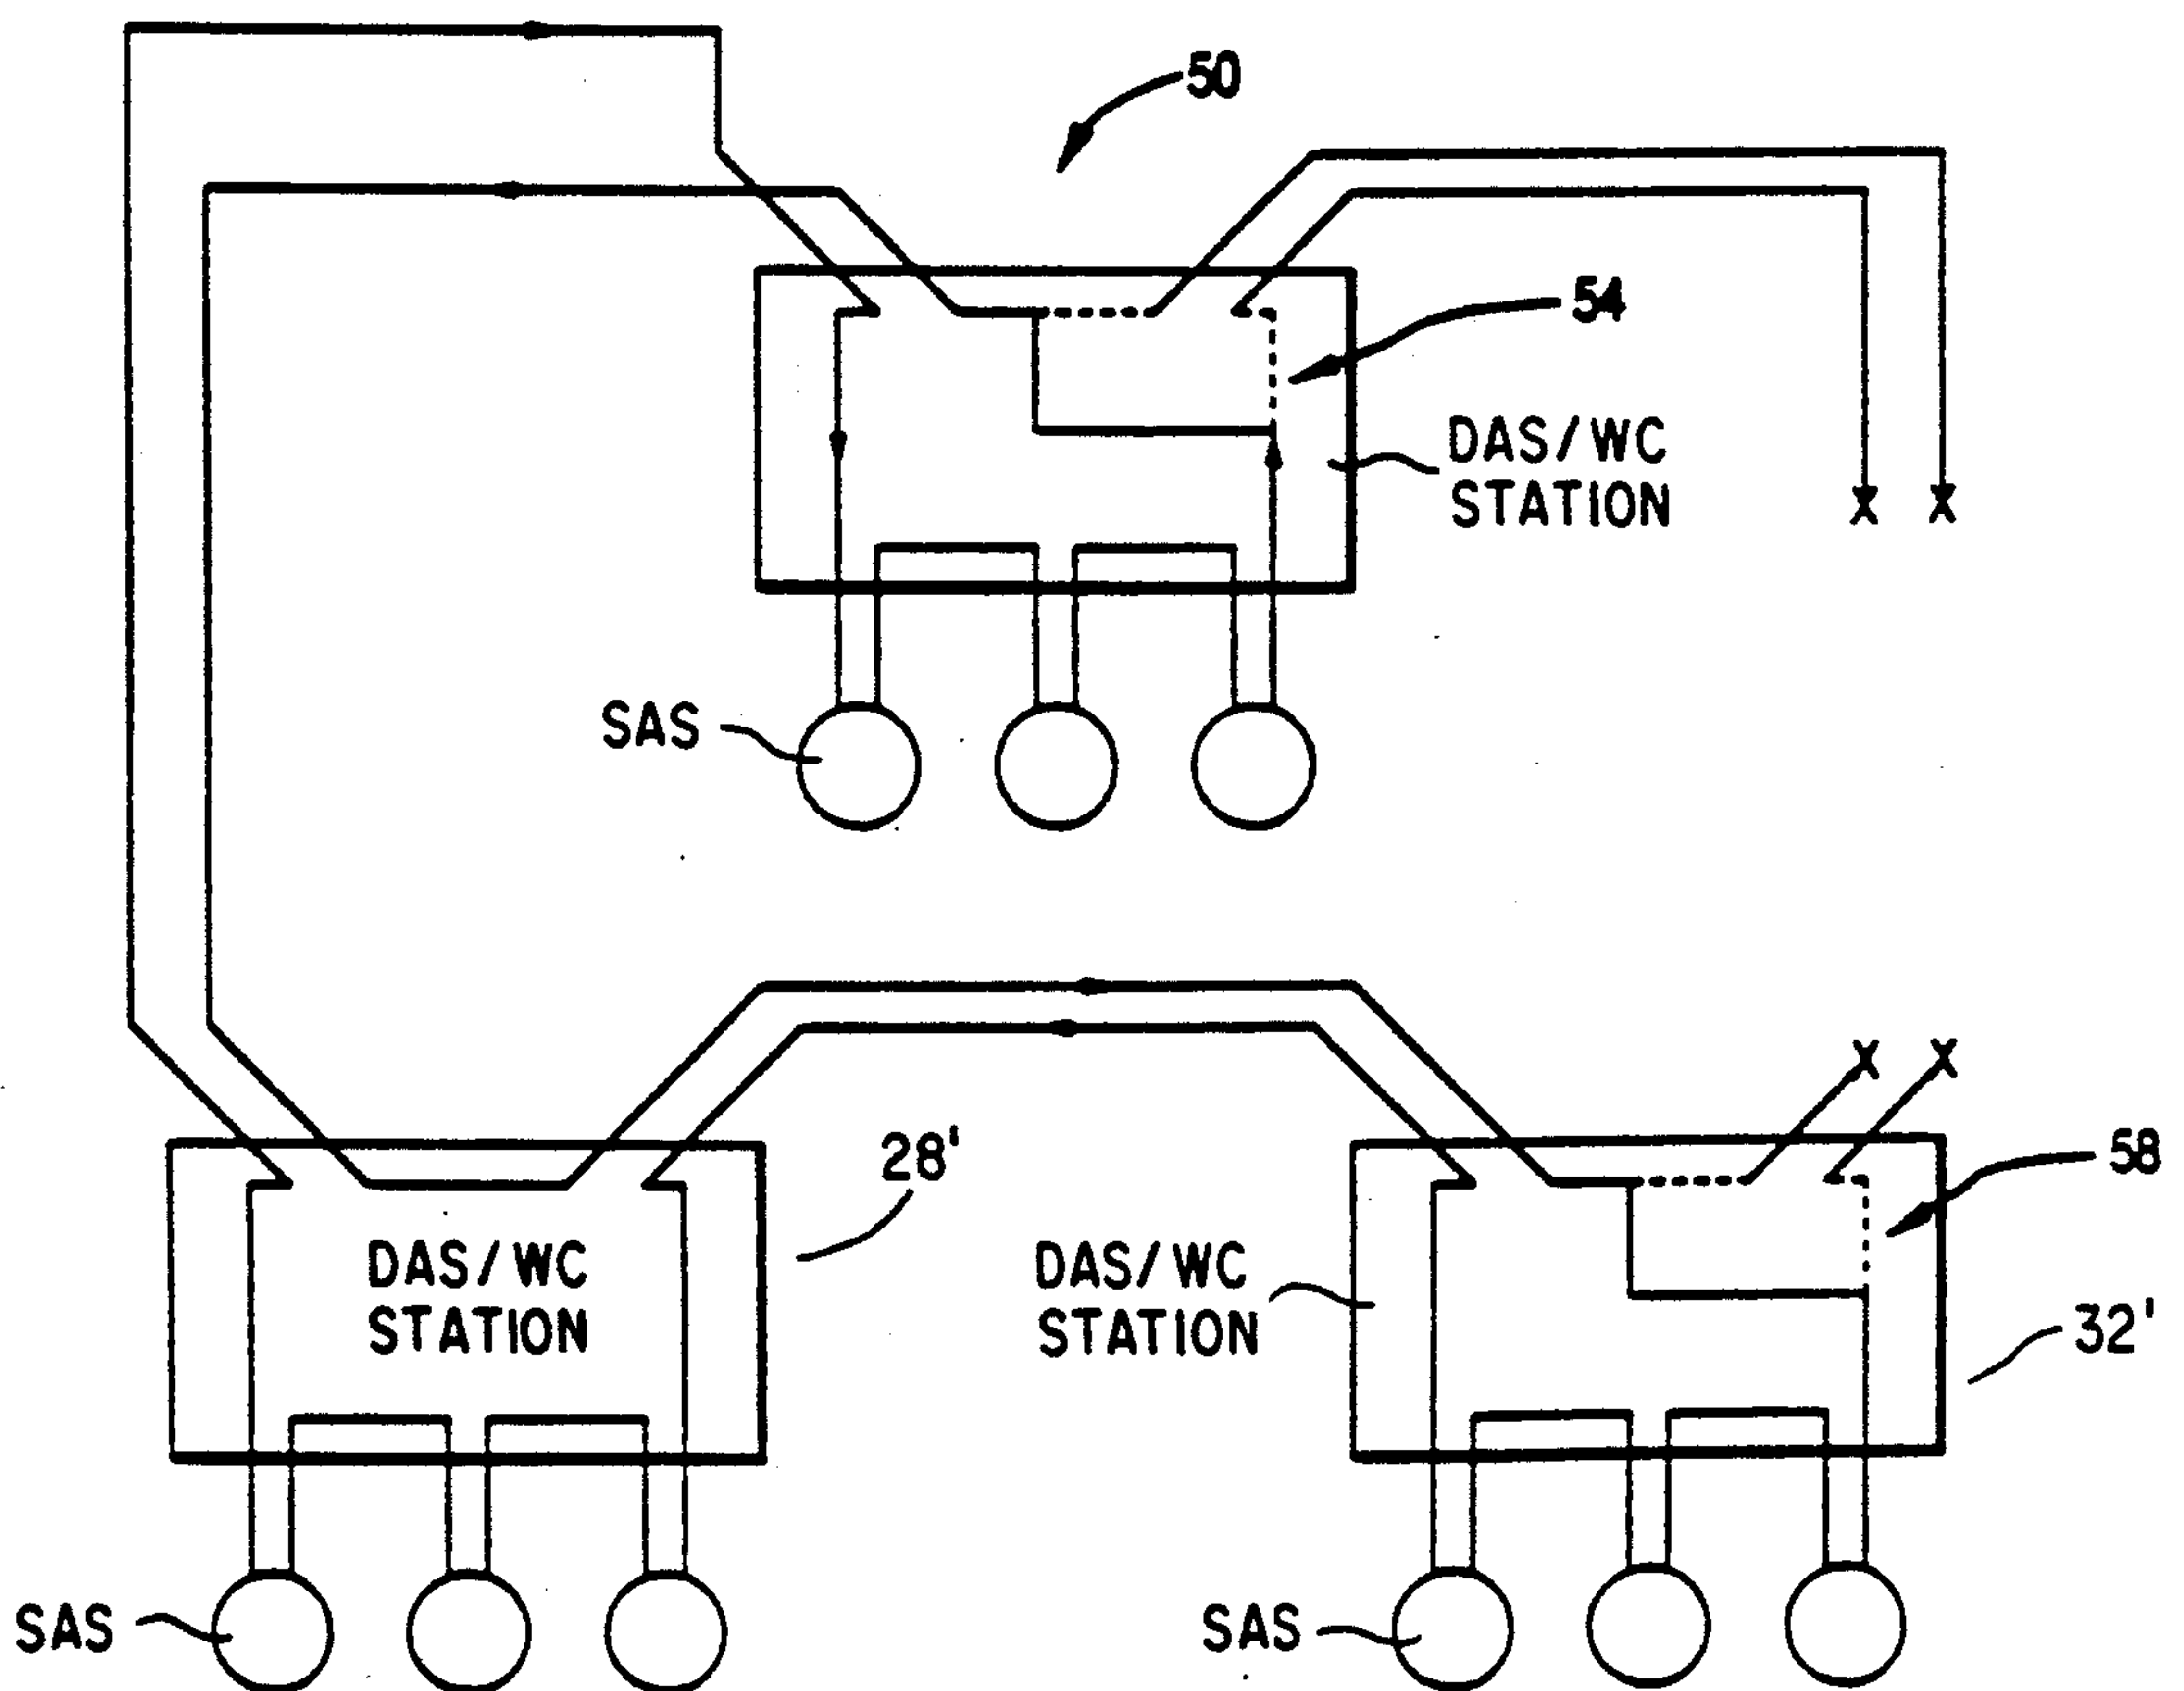 50
54
DAS/WC
STATION
X X
SAS
X X
28'
58
DAS/WC
STATION
DAS/WC
STATION
32'
SAS
SAS